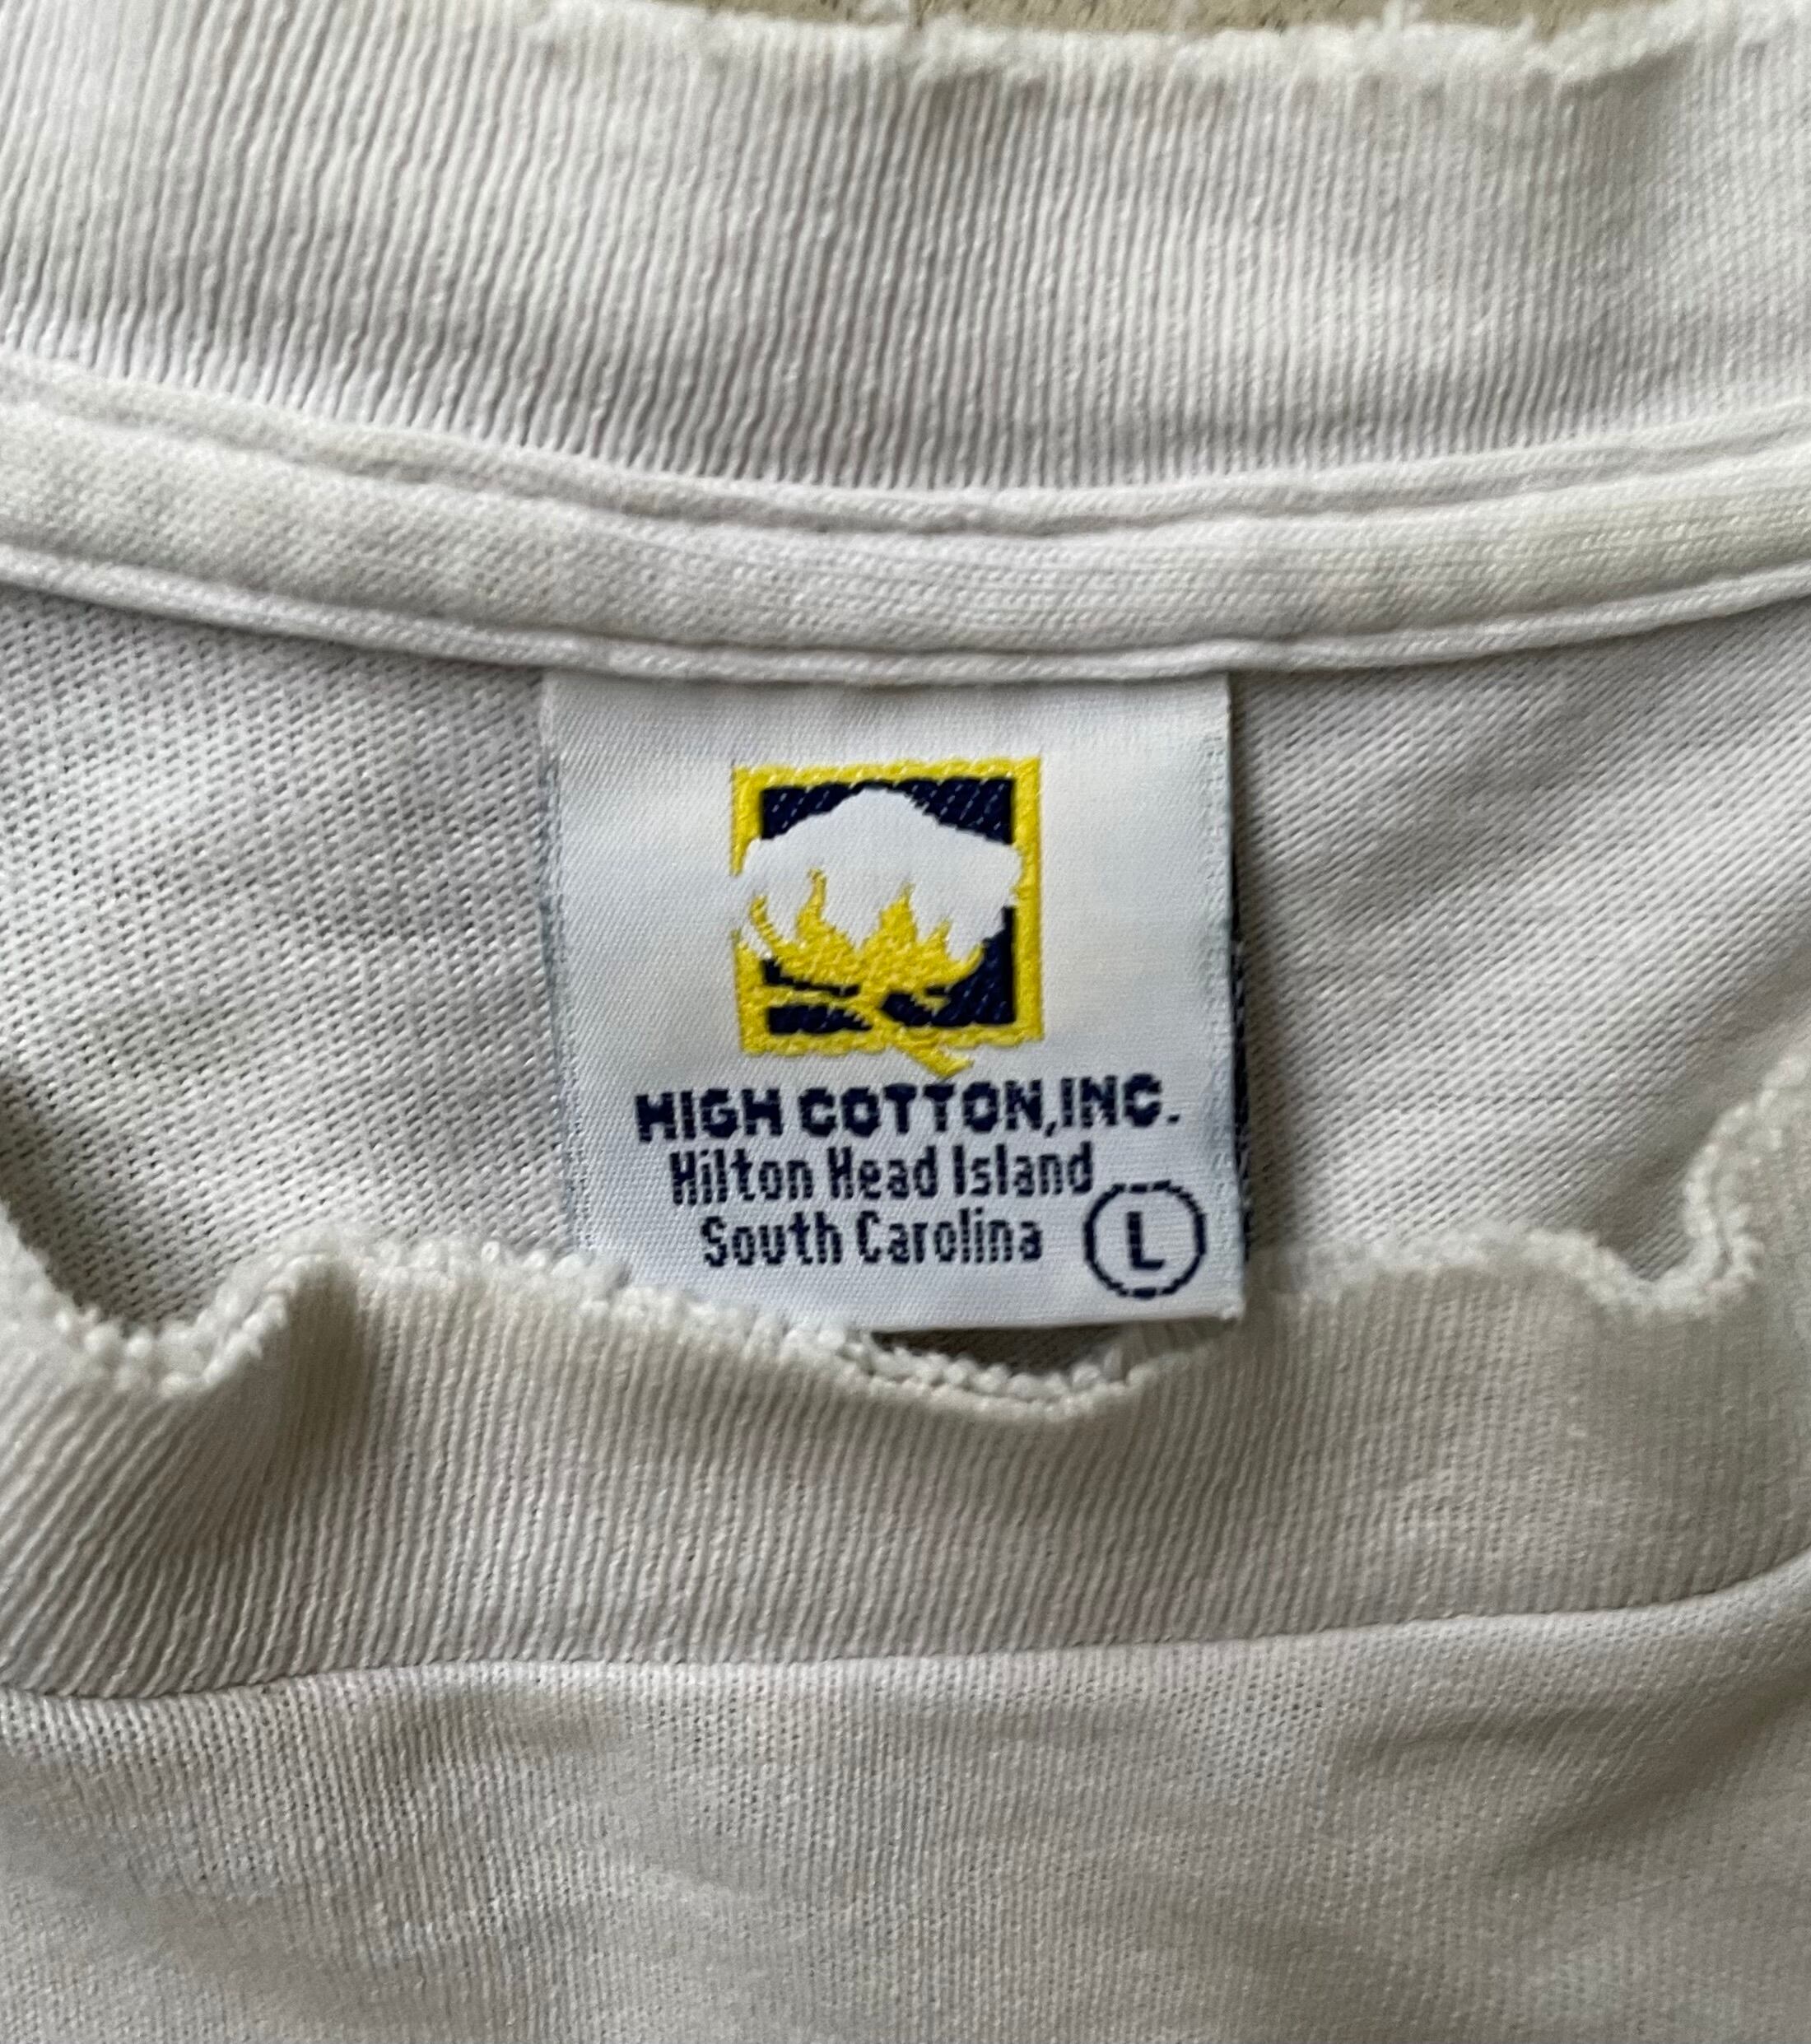 HIGH COTTON, INC.
Hilton Head Island
South Carolina
L